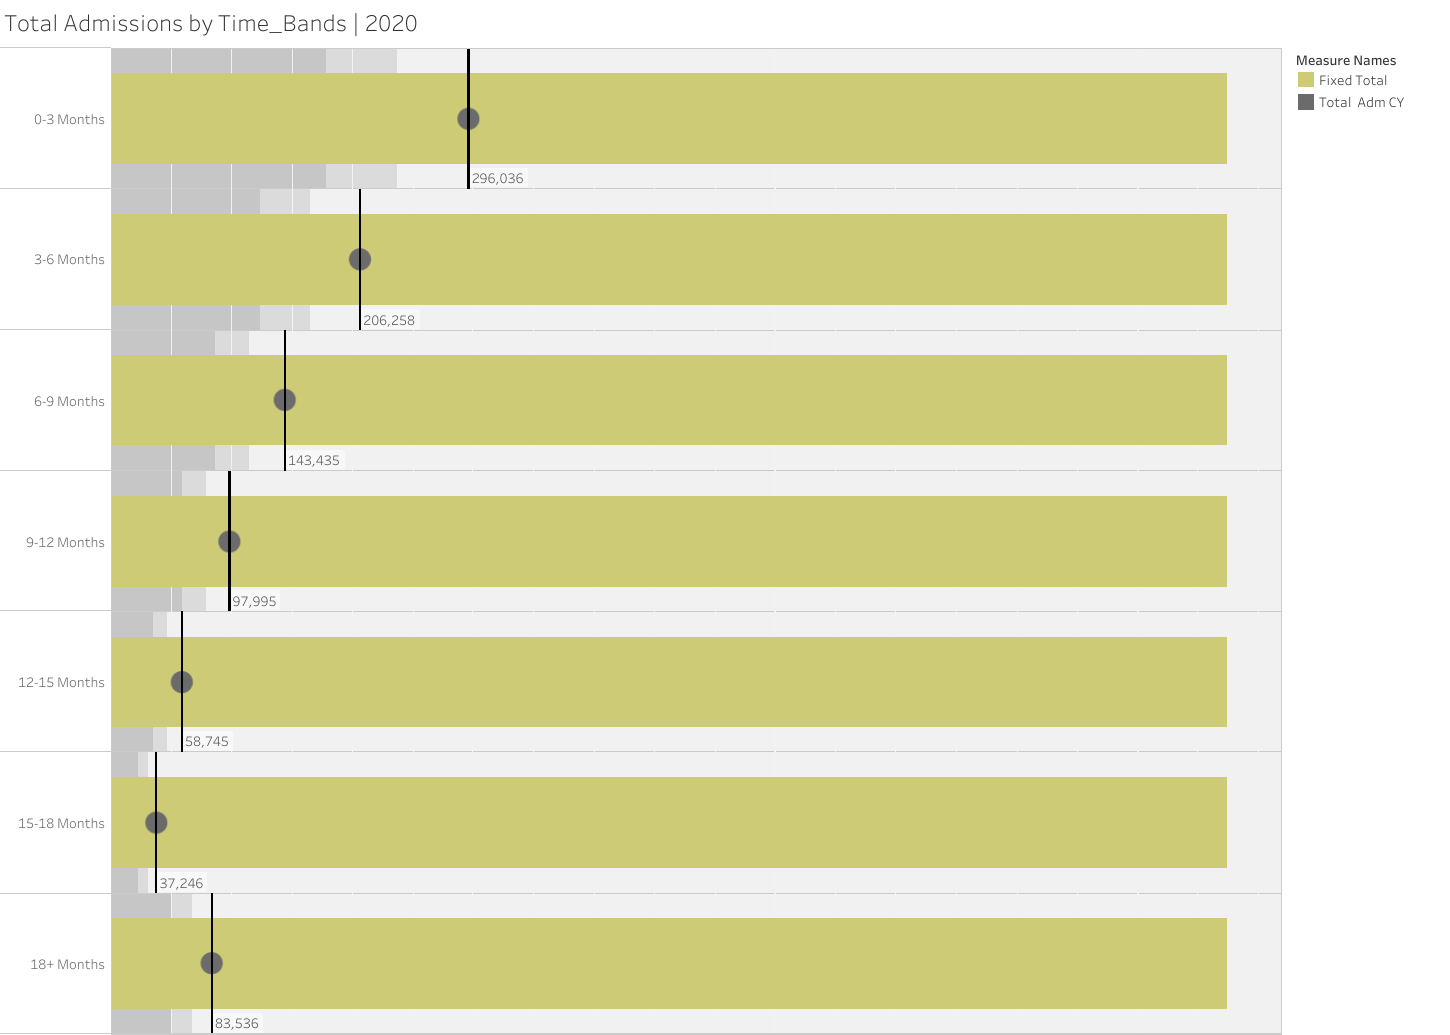 Total Admissions by Time_Bands | 2020
Measure Names
Fixed Total
Total  Adm CY
0-3 Months
296,036
3-6 Months
206,258
6-9 Months
143,435
9-12 Months
97,995
12-15 Months
58,745
15-18 Months
37,246
18+ Months
83,536